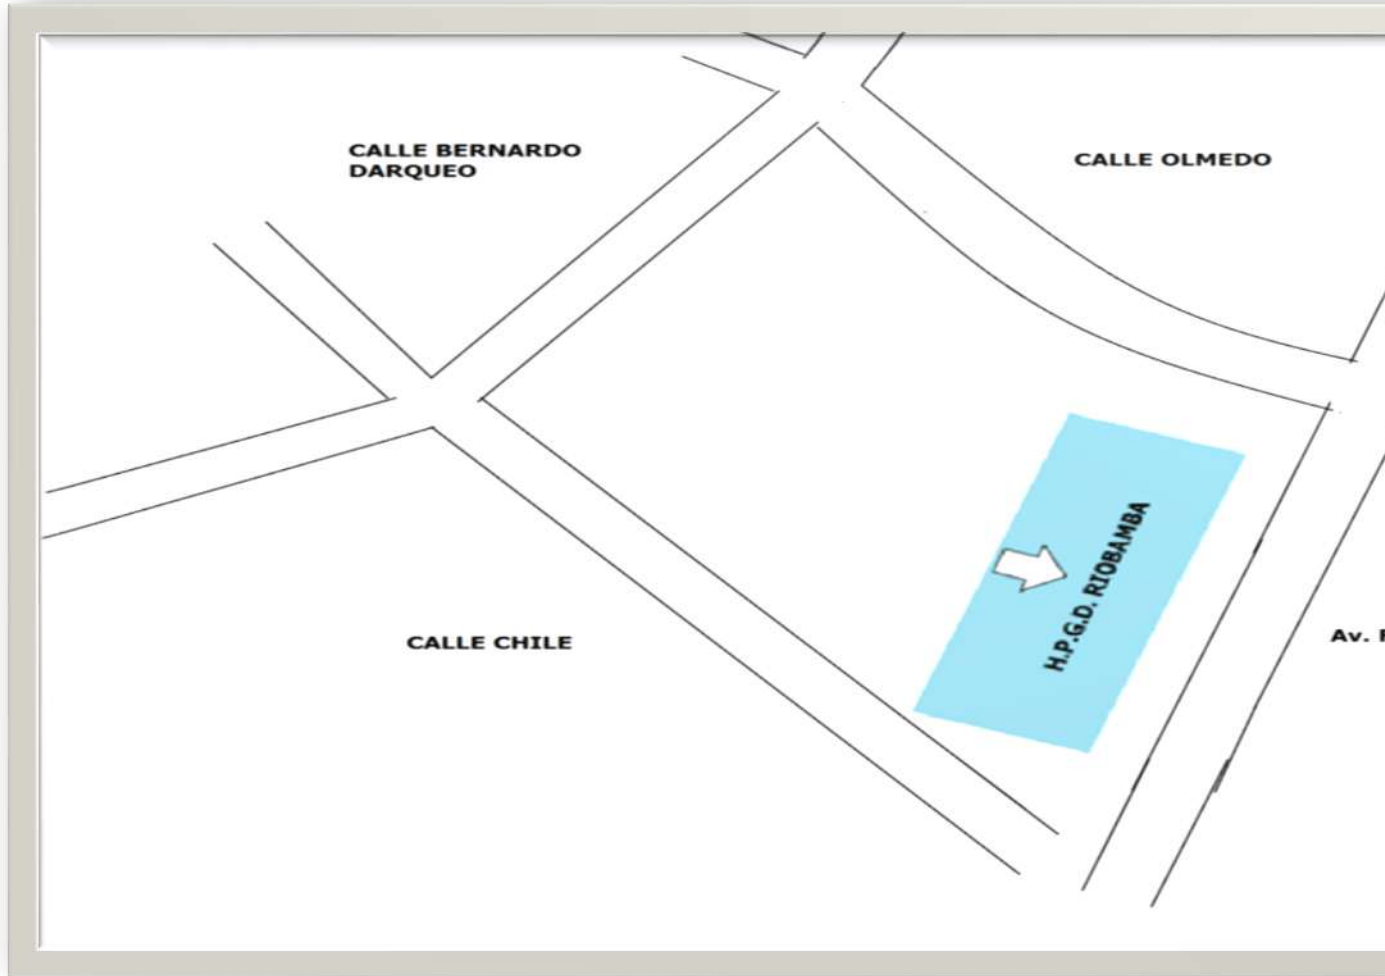 CALLE BERNARDO
DARQUEO
CALLE OLMEDO
H.P.G.D. RIOBAMBA
CALLE CHILE
Av.